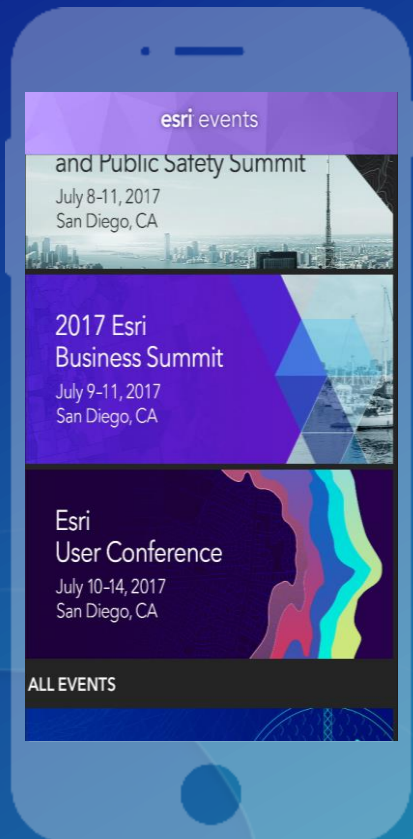 esri events
and Public Safety Summit
July 8-11, 2017
San Diego, CA
2017 Esri
Business Summit
July 9-11, 2017
San Diego, CA
Esri
User Conference
July 10-14, 2017
San Diego, CA
ALL EVENTS